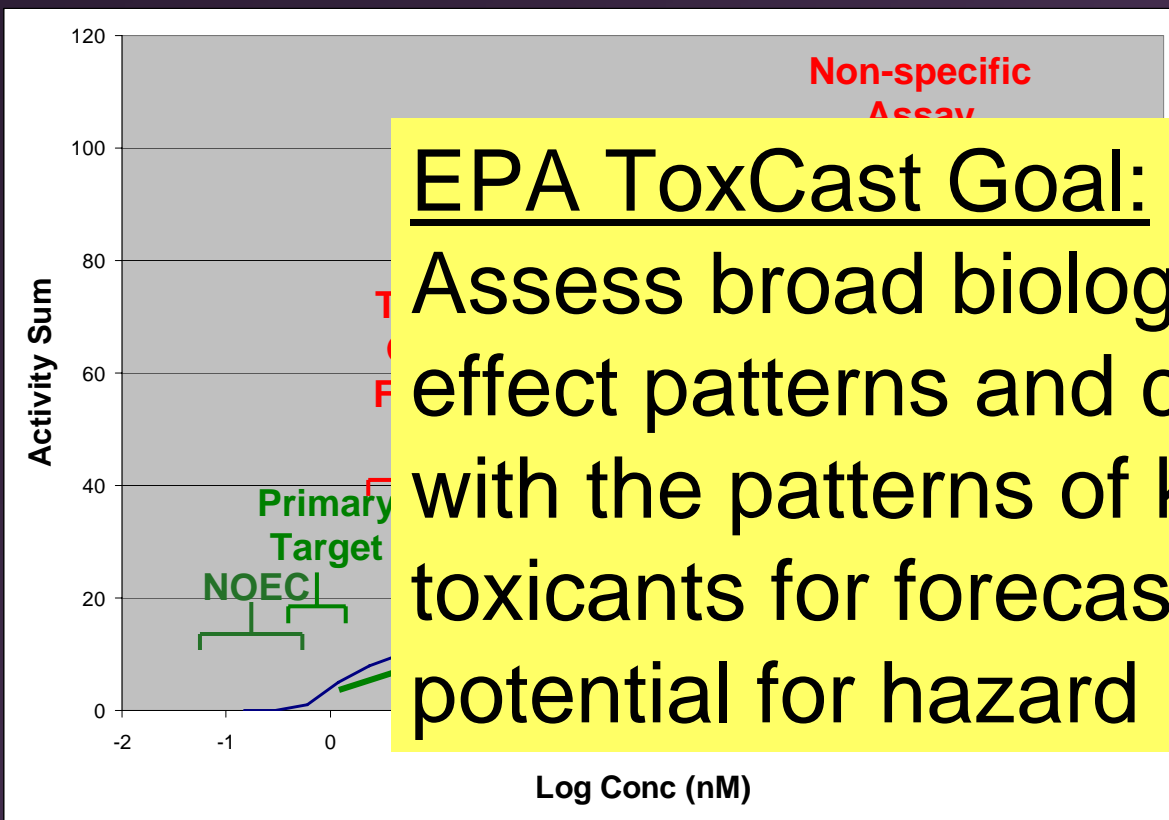 120
Non-specific
Assay
100
EPA ToxCast Goal:
Assess broad biolog
effect patterns and
with the patterns of
toxicants for forecas
potential for hazard
80
60
40
20
0
Activity Sum
Primary
Target
NOEC
-2
-1
0
Log Conc (nM)